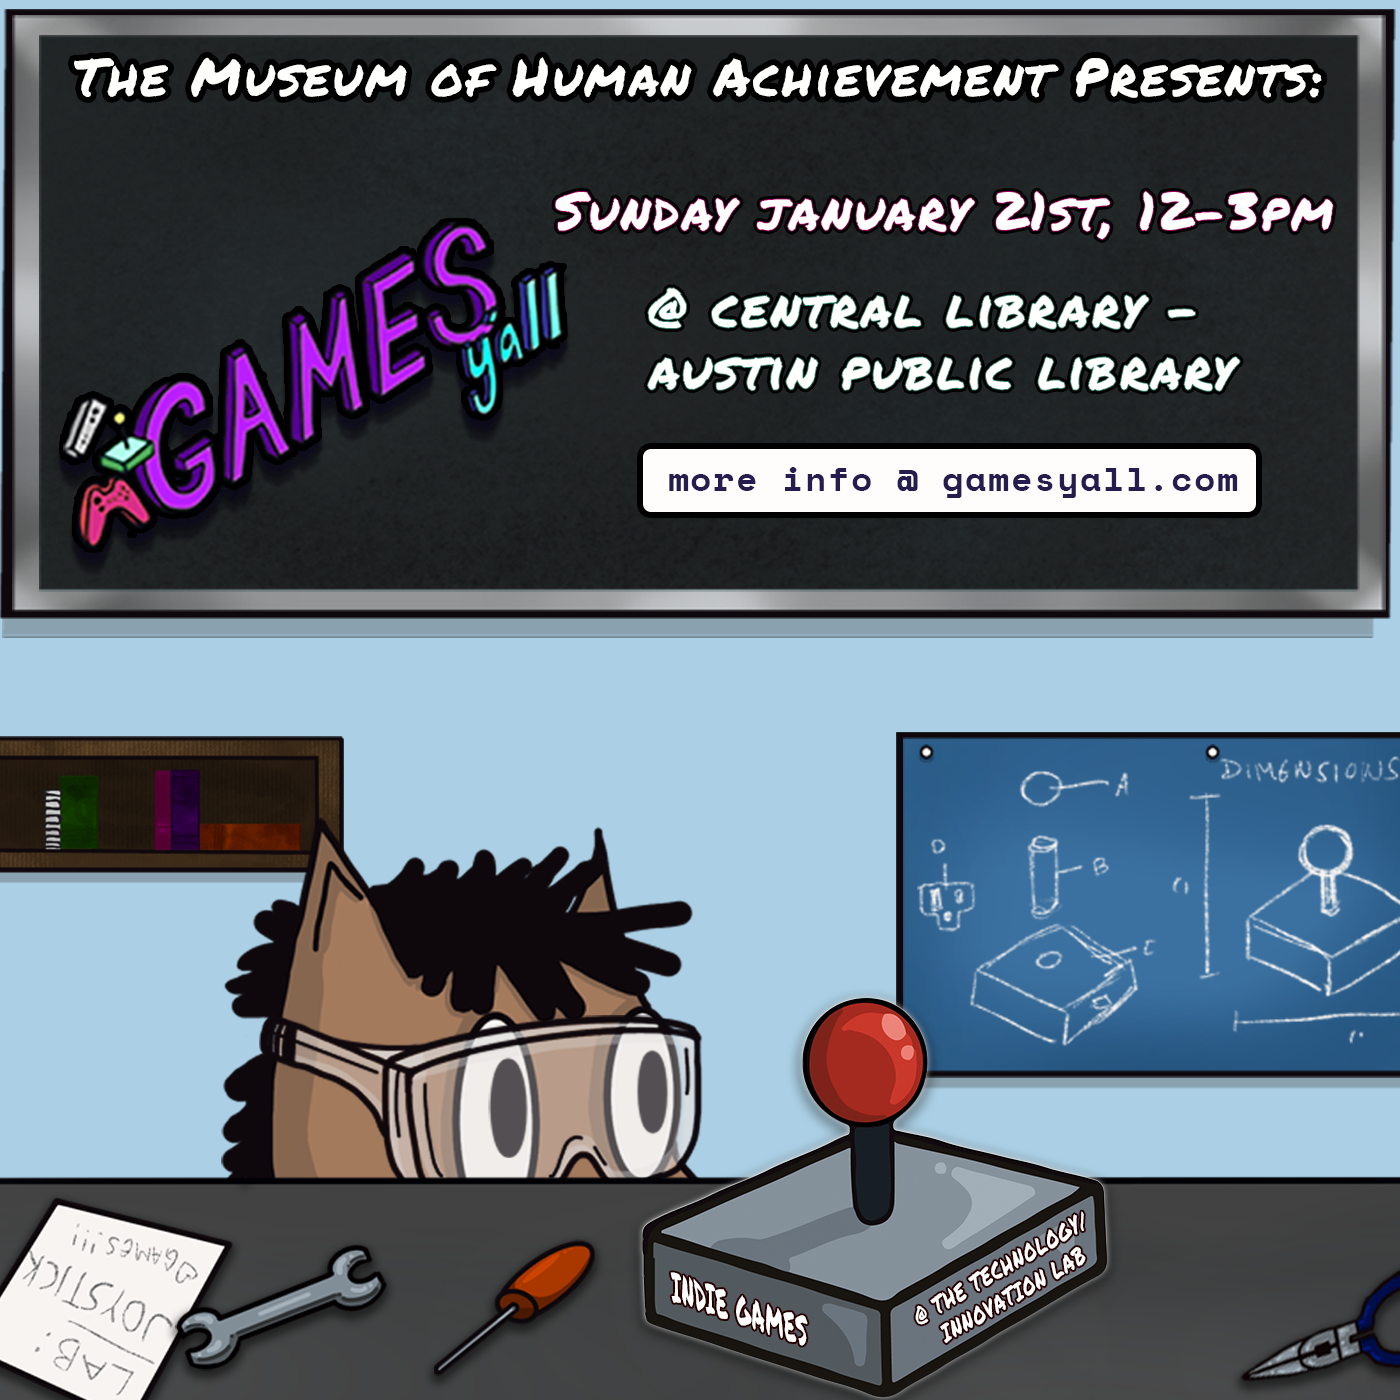 The Museum of Human Achievement Presents:
Sunday January 21st, 12-3pm
GAMES
y'all
@ Central Library -
Austin Public Library
more info @ gamesyall.com
DIMENSIONS
A
D
B
C
INDIE GAMES
@ THE TECHNOLOGY/
INNOVATION LAB
LAB:
JOYSTICK
GAMES!!!